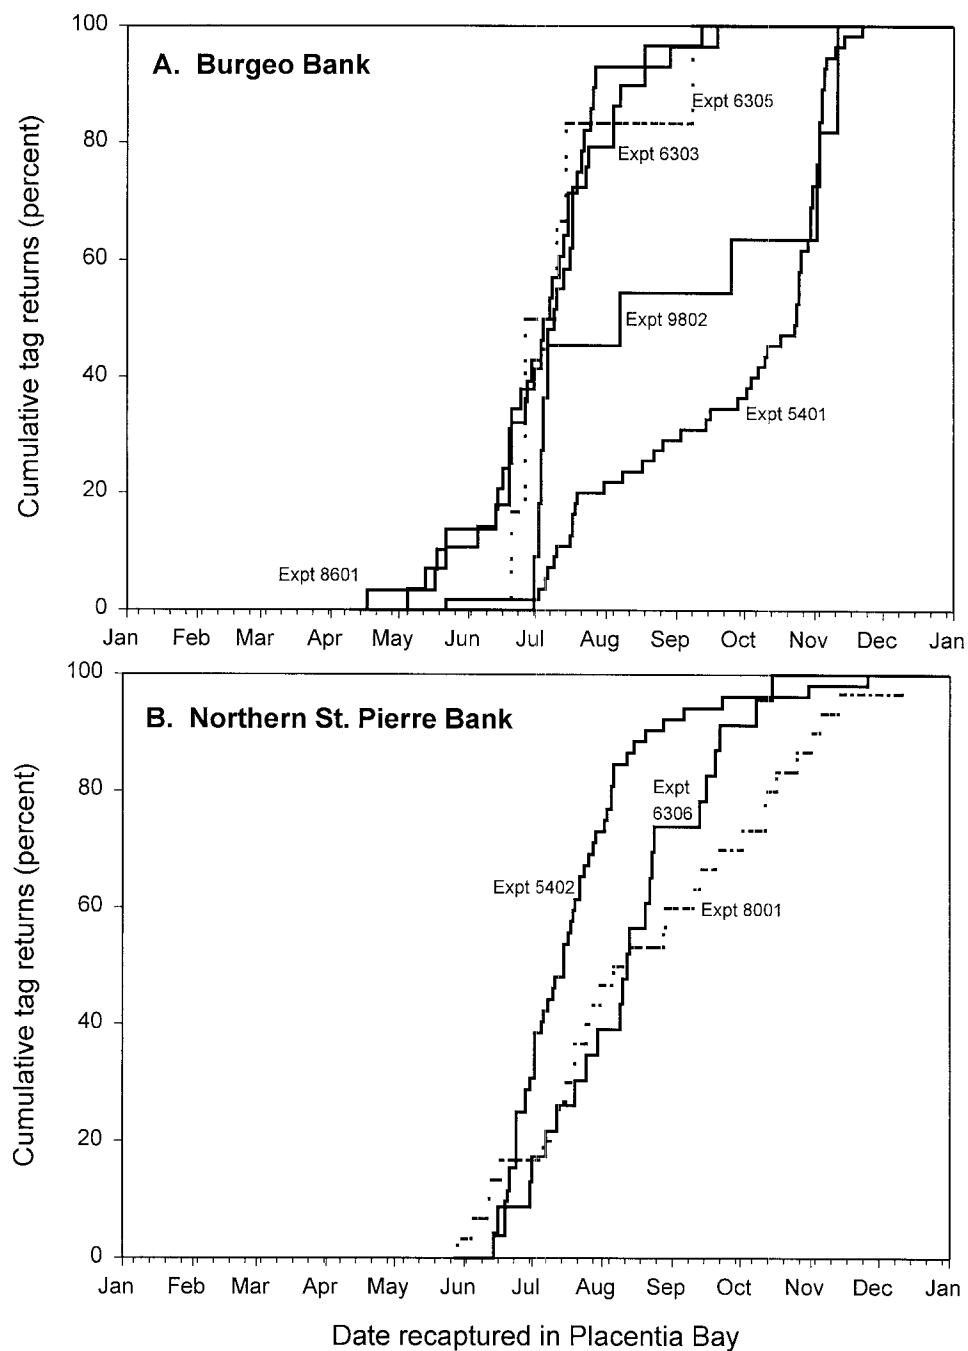 100
A. Burgeo Bank
Expt 6305
80
Expt 6303
60
Expt 9802
40
Expt 5401
20
Expt 8601
0
Cumulative tag returns (percent)
Jan Feb Mar Apr May Jun Jul Aug Sep Oct Nov Dec Jan
100
B. Northern St. Pierre Bank
80
Expt
6306
Expt 5402
60
Expt 8001
40
20
0
Cumulative tag returns (percent)
Jan Feb Mar Apr May Jun Jul Aug Sep Oct Nov Dec Jan
Date recaptured in Placentia Bay